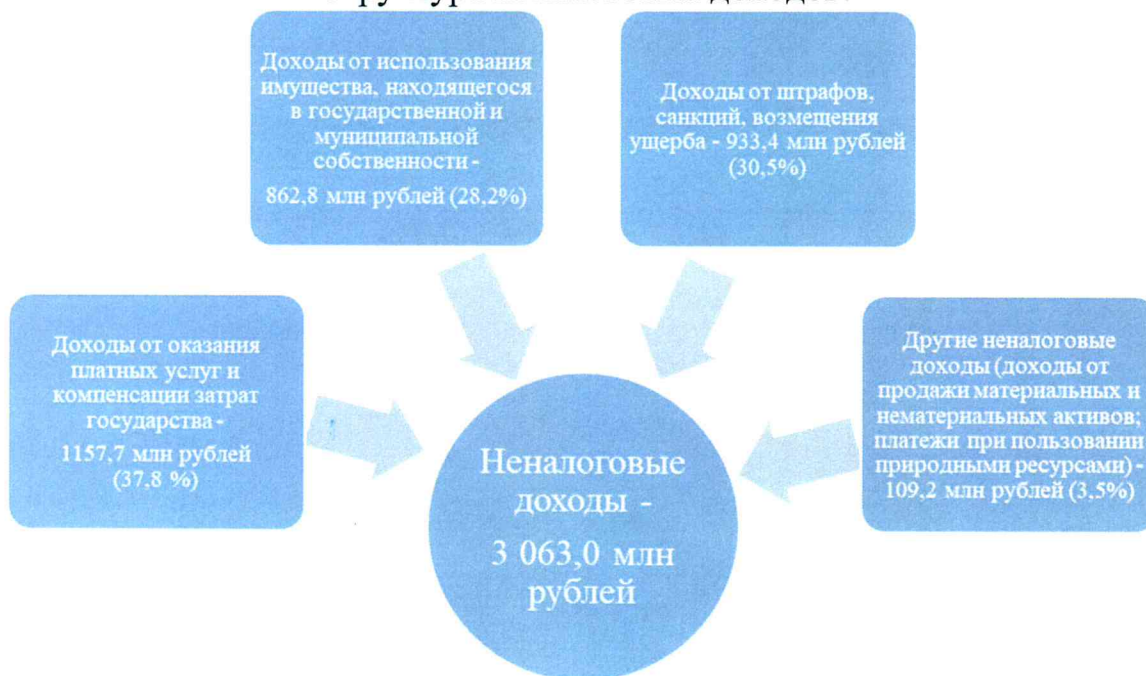 Доходы от использования
имущества, находящегося
в государственной и
муниципальной
собственности -
862,8 млн рублей (28,2%)
Доходы от штрафов,
санкций, возмещения
ущерба - 933,4 млн рублей
(30,5%)
Доходы от оказания
платных услуг и
компенсации затрат
государства -
1157,7 млн рублей
(37,8 %)
Другие неналоговые
доходы (доходы от
продажи материальных и
нематериальных активов;
платежи при пользовании
природными ресурсами) -
109,2 млн рублей (3,5%)
Неналоговые
доходы -
3 063,0 млн
рублей